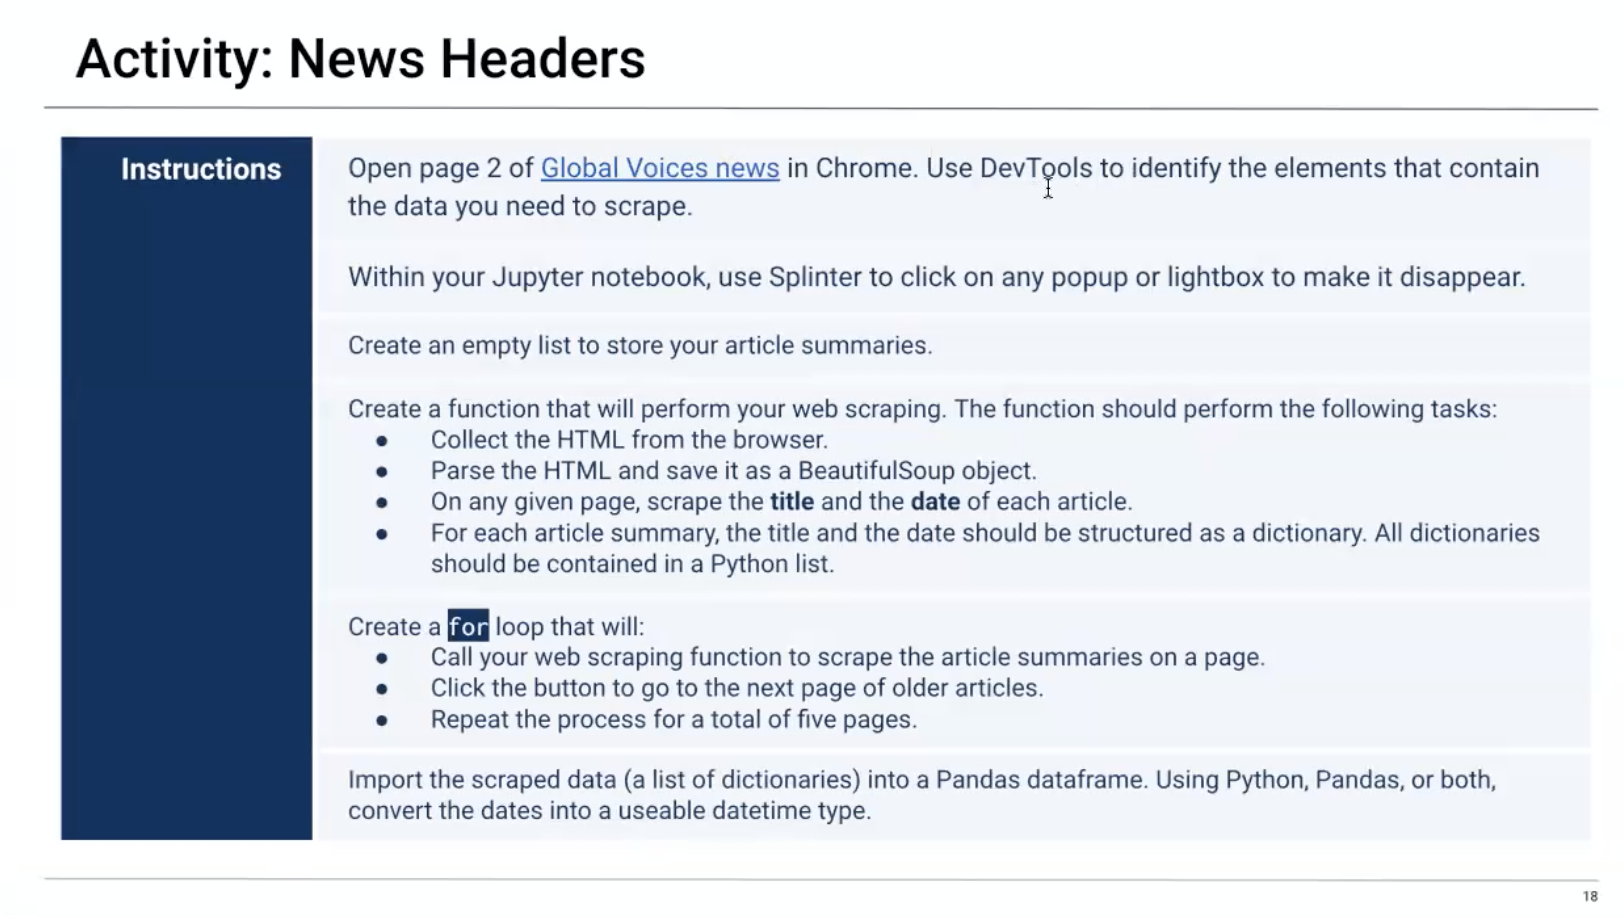 Activity: News Headers
Instructions
Open page 2 of Global Voices news in Chrome. Use DevTools to identify the elements that contain
the data you need to scrape.
Within your Jupyter notebook, use Splinter to click on any popup or lightbox to make it disappear.
Create an empty list to store your article summaries.
Create a function that will perform your web scraping. The function should perform the following tasks:
● Collect the HTML from the browser.
● Parse the HTML and save it as a BeautifulSoup object.
● On any given page, scrape the title and the date of each article.
● For each article summary, the title and the date should be structured as a dictionary. All dictionaries
should be contained in a Python list.
Create a for loop that will:
● Call your web scraping function to scrape the article summaries on a page.
● Click the button to go to the next page of older articles.
● Repeat the process for a total of five pages.
Import the scraped data (a list of dictionaries) into a Pandas dataframe. Using Python, Pandas, or both,
convert the dates into a useable datetime type.
18